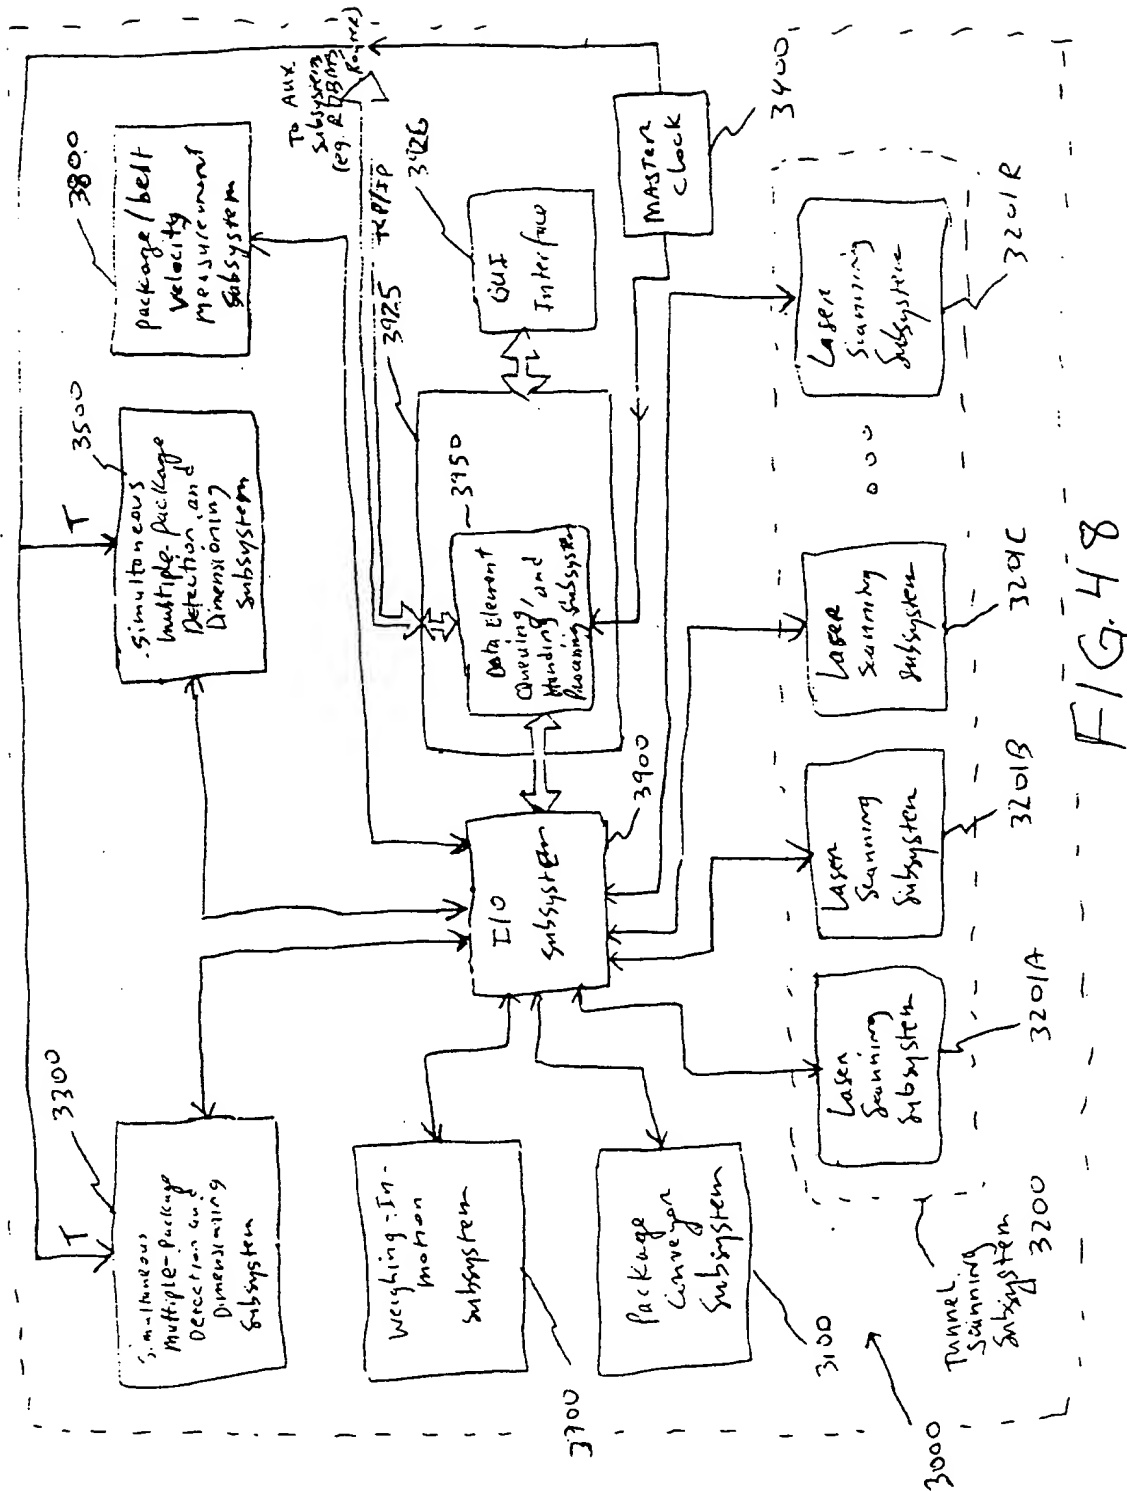 3300
T
Simultaneous
Multiple-Package
Detection and
Dimensioning
Subsystem
3500
T
Simultaneous
Multiple-Package
Detection and
Dimensioning
Subsystem
3800
Package/belt
Velocity
Measurement
Subsystem
To Aux.
Subsystems
(eg. RDBMS
TCP/IP
3700
Weighing-In-
motion
Subsystem
3100
Package
Conveyor
Subsystem
I/O
Subsystem
3900
3925
3950
Data Element
Queuing,
Handling, and
Processing Subsystem
3926
GUI
Interface
MASTER
Clock
3400
Laser
Scanning
Subsystem
3201A
Laser
Scanning
Subsystem
3201B
Laser
Scanning
Subsystem
3201C
Laser
Scanning
Subsystem
3201R
Tunnel
Scanning
Subsystem
3200
3000
FIG. 48